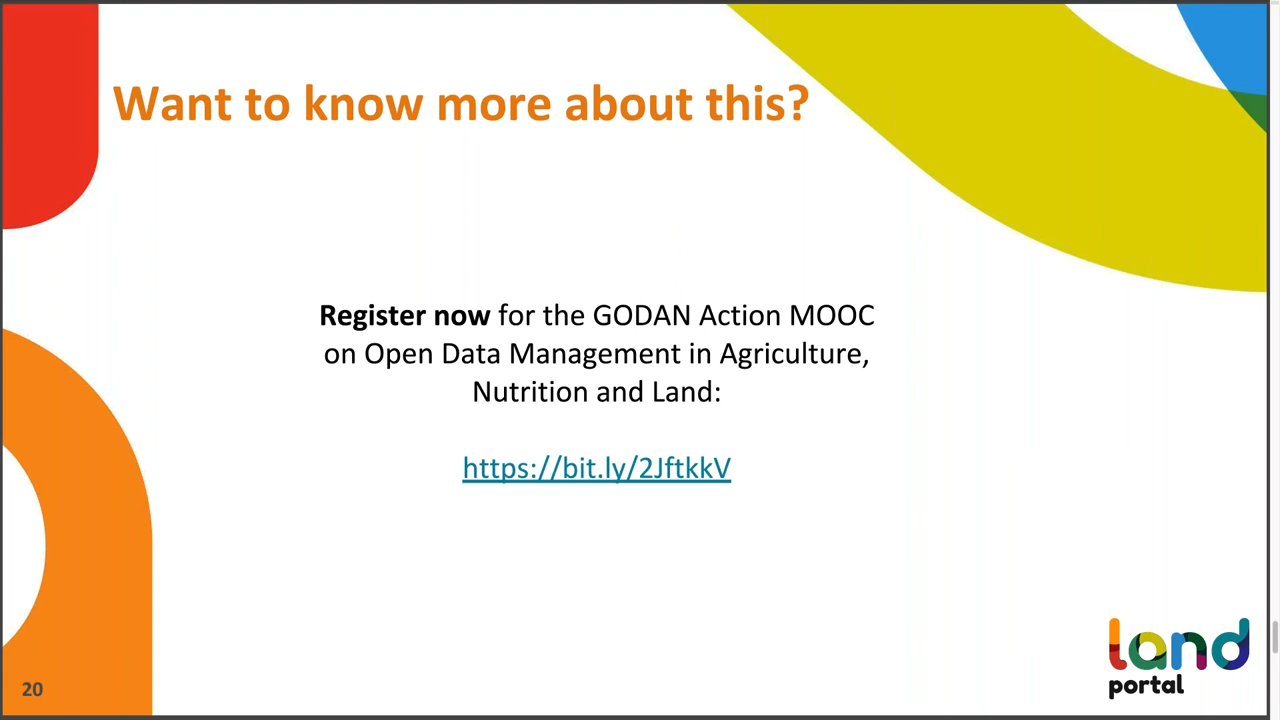 Want to know more about this?
Register now for the GODAN Action MOOC
on Open Data Management in Agriculture,
Nutrition and Land:
https://bit.ly/2JftkkV
land
portal
20